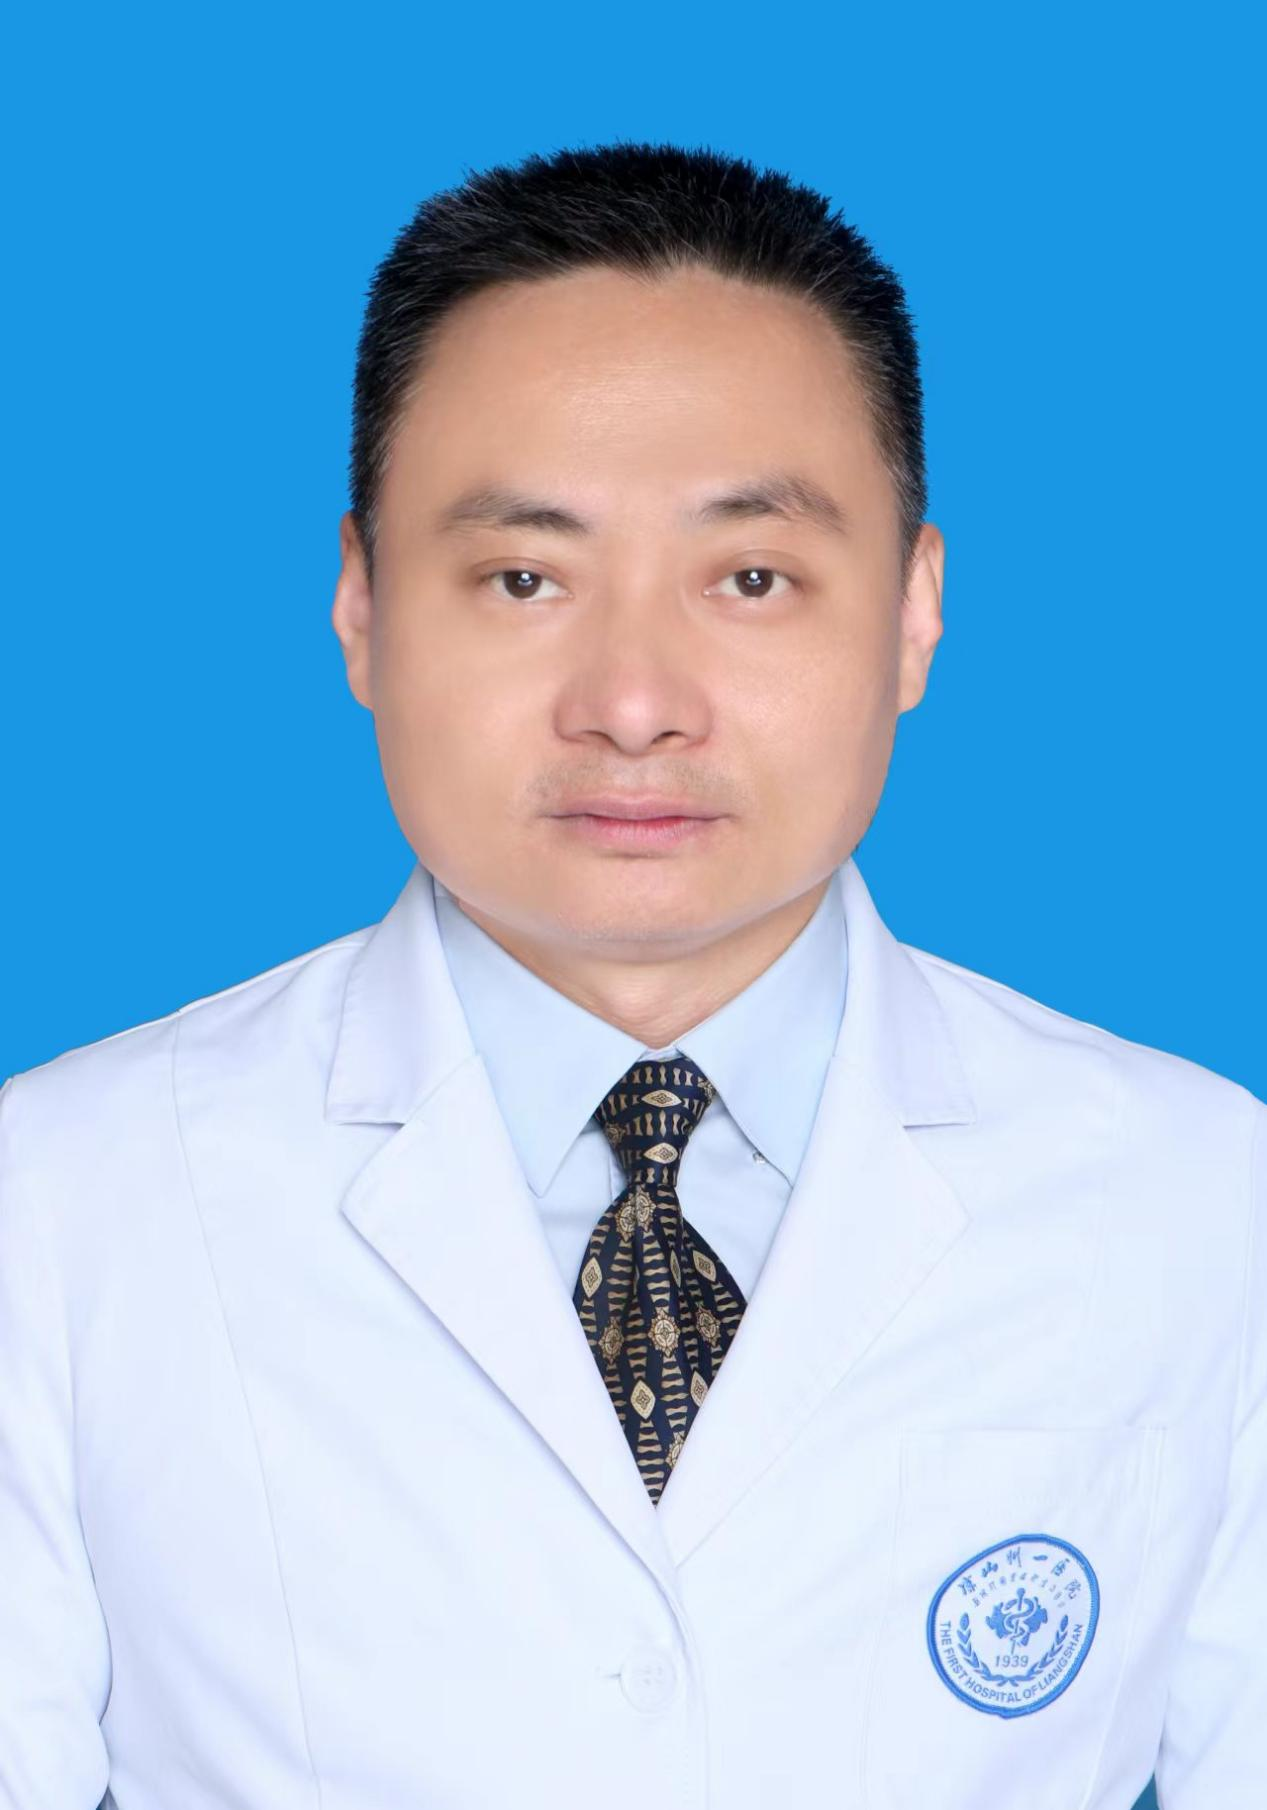 凉山州一医院
1939
THE FIRST HOSPITAL OF LIANGSHAN